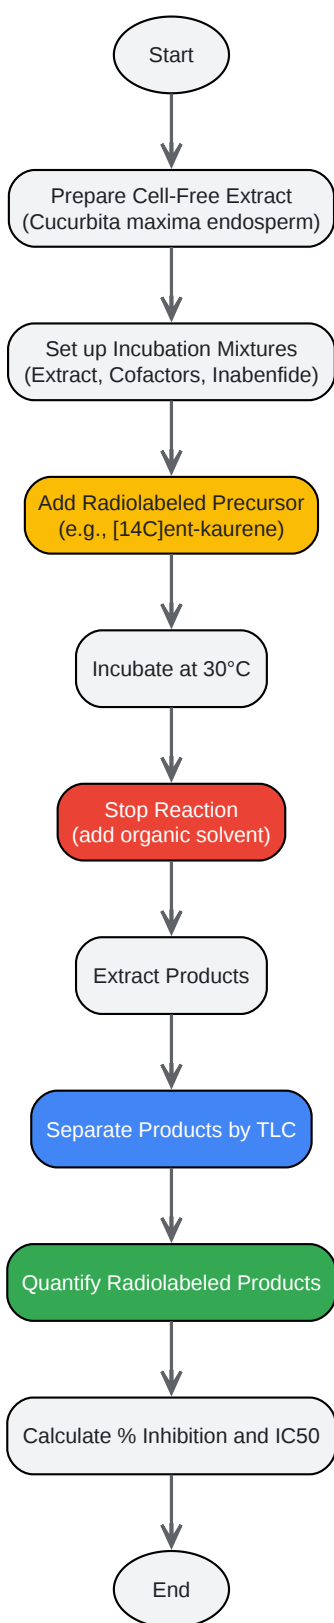 Start
Prepare Cell-Free Extract
(Cucurbita maxima endosperm)
Set up Incubation Mixtures
(Extract, Cofactors, Inabenfide)
Add Radiolabeled Precursor
(e.g., [14C]ent-kaurene)
Incubate at 30°C
Stop Reaction
(add organic solvent)
Extract Products
Separate Products by TLC
Quantify Radiolabeled Products
Calculate % Inhibition and IC50
End